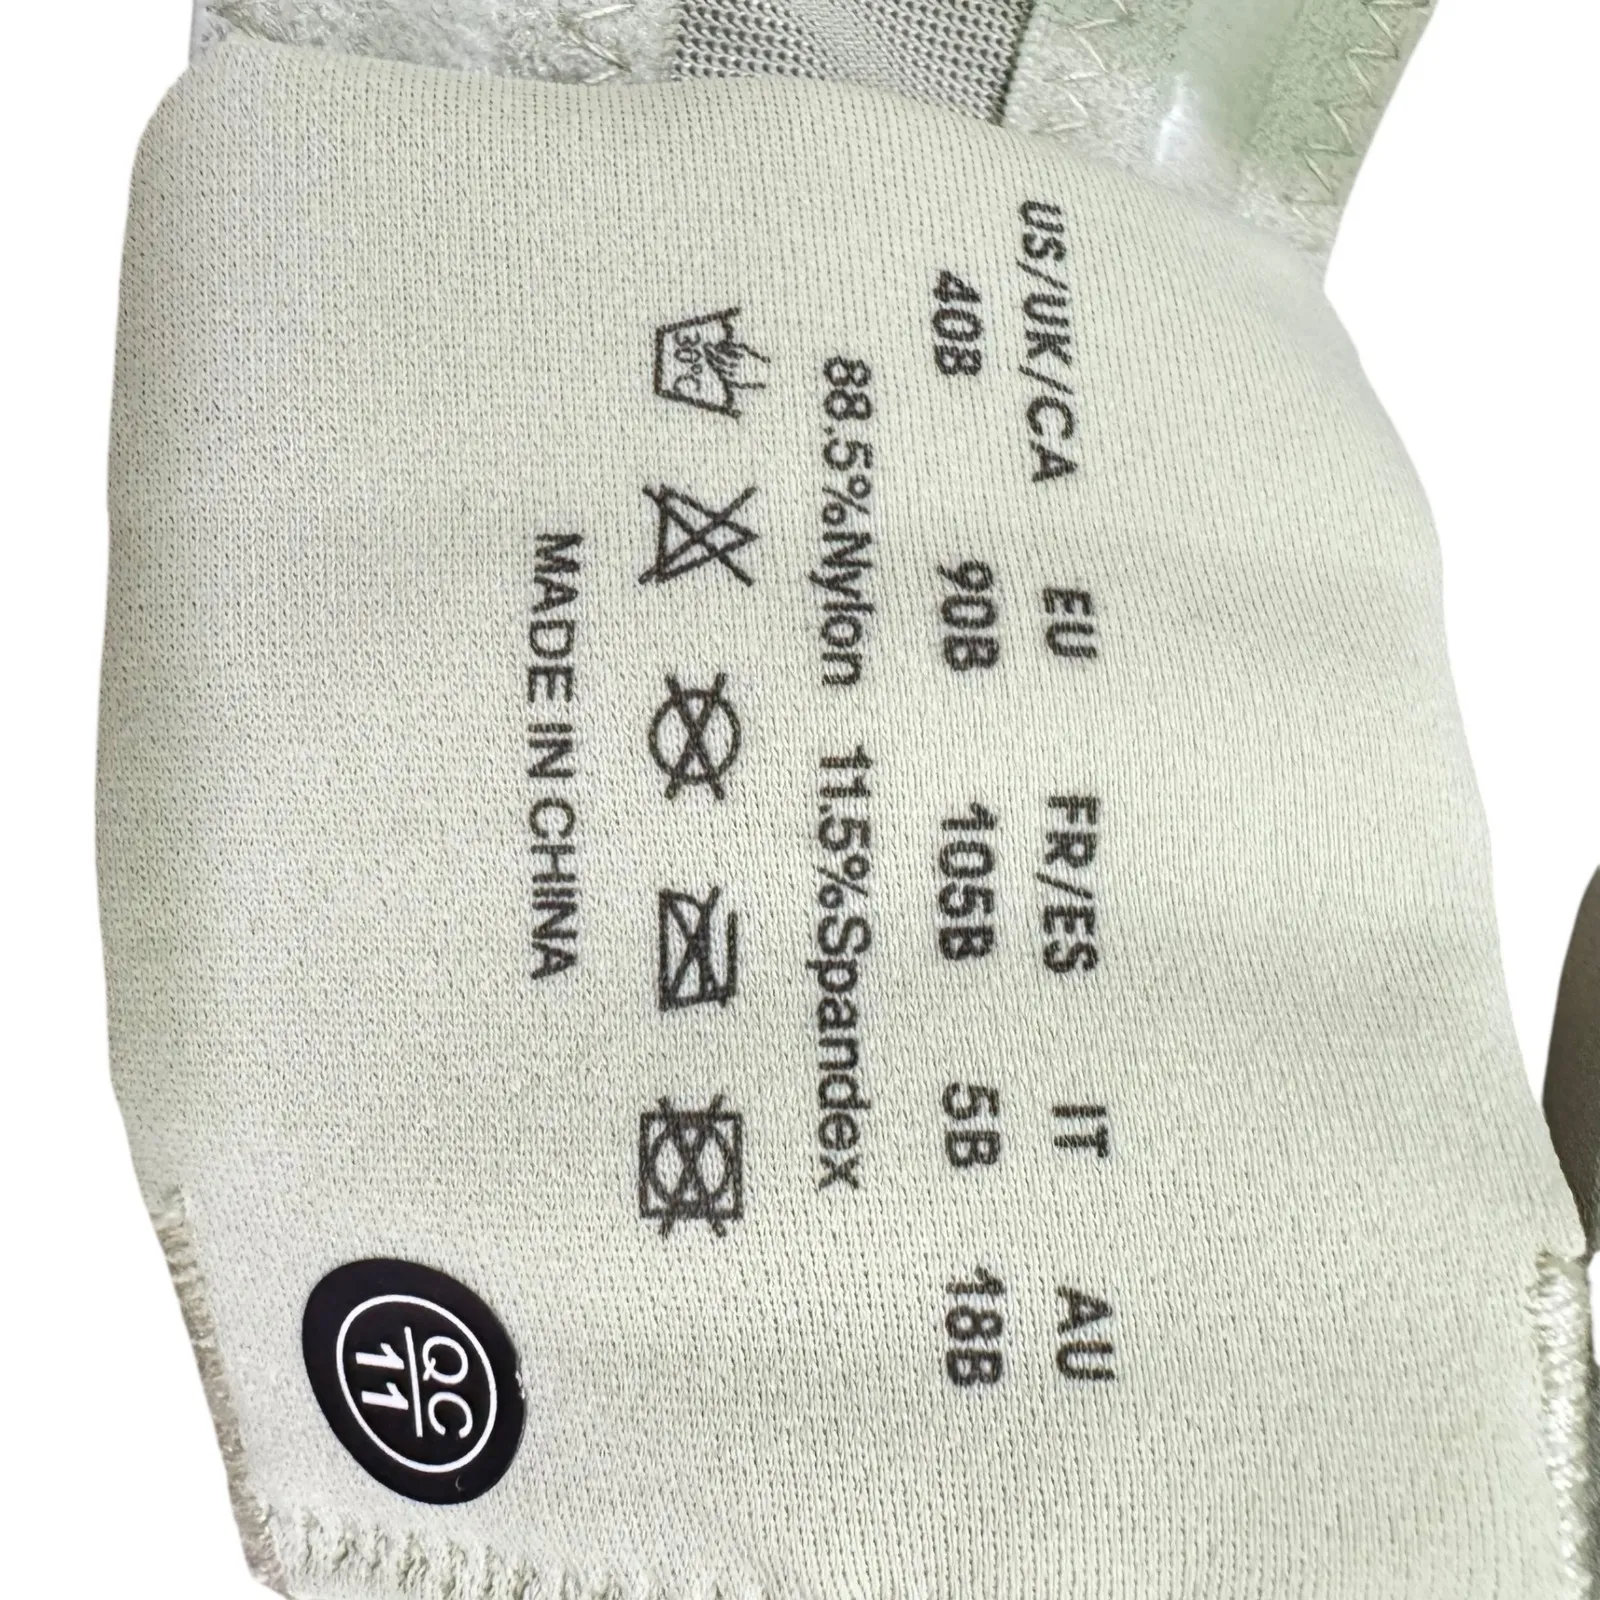 US/UK/CA EU FR/ES IT AU
40B 90B 105B 5B 18B
88.5%Nylon 11.5%Spandex
30°C
MADE IN CHINA
QC
11